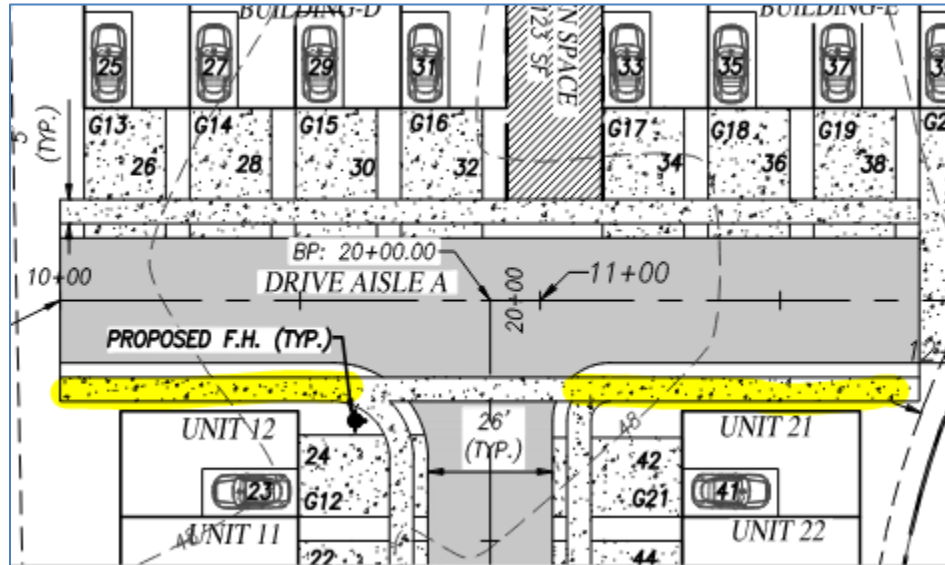 BUILDING-D
BUILDING-E
N SPACE
123 SF
25
27
29
31
33
35
37
G13
G14
G15
G16
G17
G18
G19
26
28
30
32
34
36
38
5'
(TYP.)
10+00
BP: 20+00.00
DRIVE AISLE A
20+00
11+00
PROPOSED F.H. (TYP.)
UNIT 12
24
26'
(TYP.)
48
42
UNIT 21
23
G12
G21
41
48
UNIT 11
22
44
UNIT 22